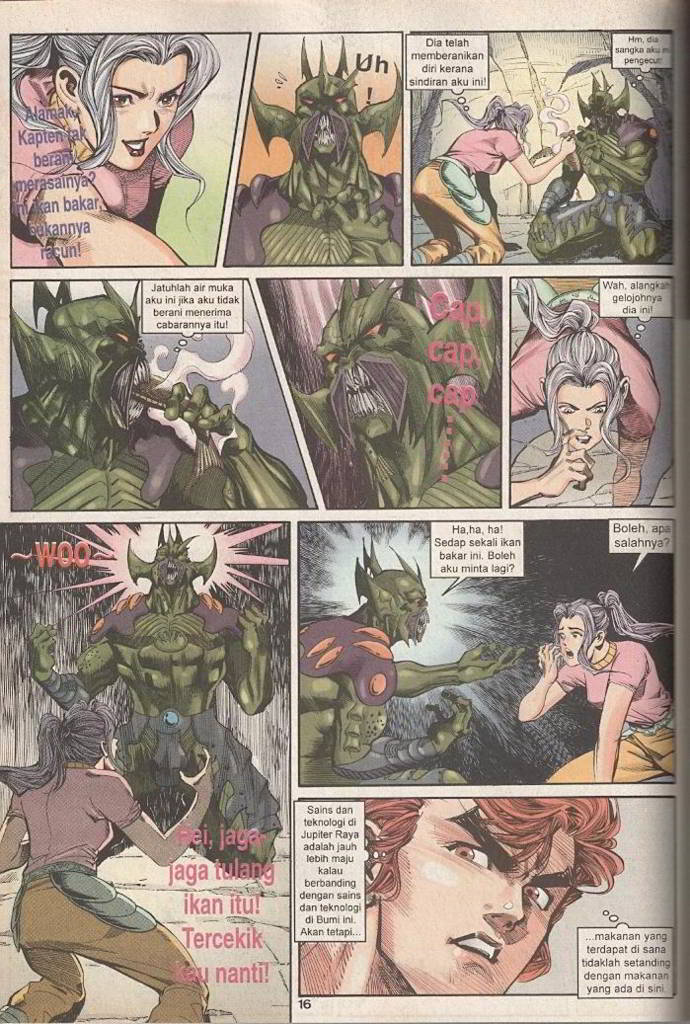 Alamak!
Kapten tak
berani
merasainya?
Ini ikan bakar,
bukannya
racun!
Uh
!
Dia telah
memberanikan
diri kerana
sindiran aku ini!
Hm, dia
sangka aku ni
pengecut!
Jatuhlah air muka
aku ini jika aku tidak
berani menerima
cabarannya itu!
Cap,
cap,
cap
Wah, alangkah
gelojohnya
dia ini!
~WOO~
Hei, jaga-
jaga tulang
ikan itu!
Tercekik
kau nanti!
Ha,ha, ha!
Sedap sekali ikan
bakar ini. Boleh
aku minta lagi?
Boleh, apa
salahnya?
Sains dan
teknologi di
Jupiter Raya
adalah jauh
lebih maju
kalau
berbanding
dengan sains
dan teknologi
di Bumi ini.
Akan tetapi...
...makanan yang
terdapat di sana
tidaklah setanding
dengan makanan
yang ada di sini.
16